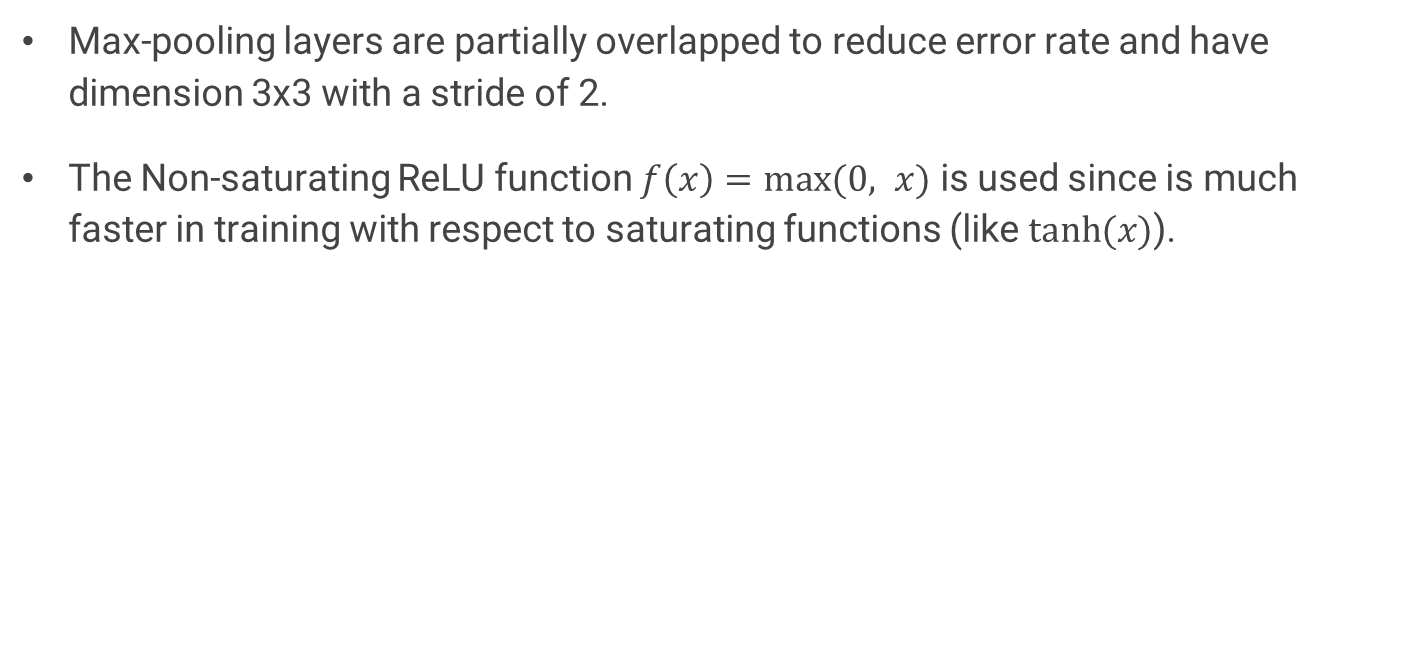 • Max-pooling layers are partially overlapped to reduce error rate and have
dimension 3x3 with a stride of 2.
• The Non-saturating ReLU function f(x) = max(0, x) is used since is much
faster in training with respect to saturating functions (like tanh(x)).